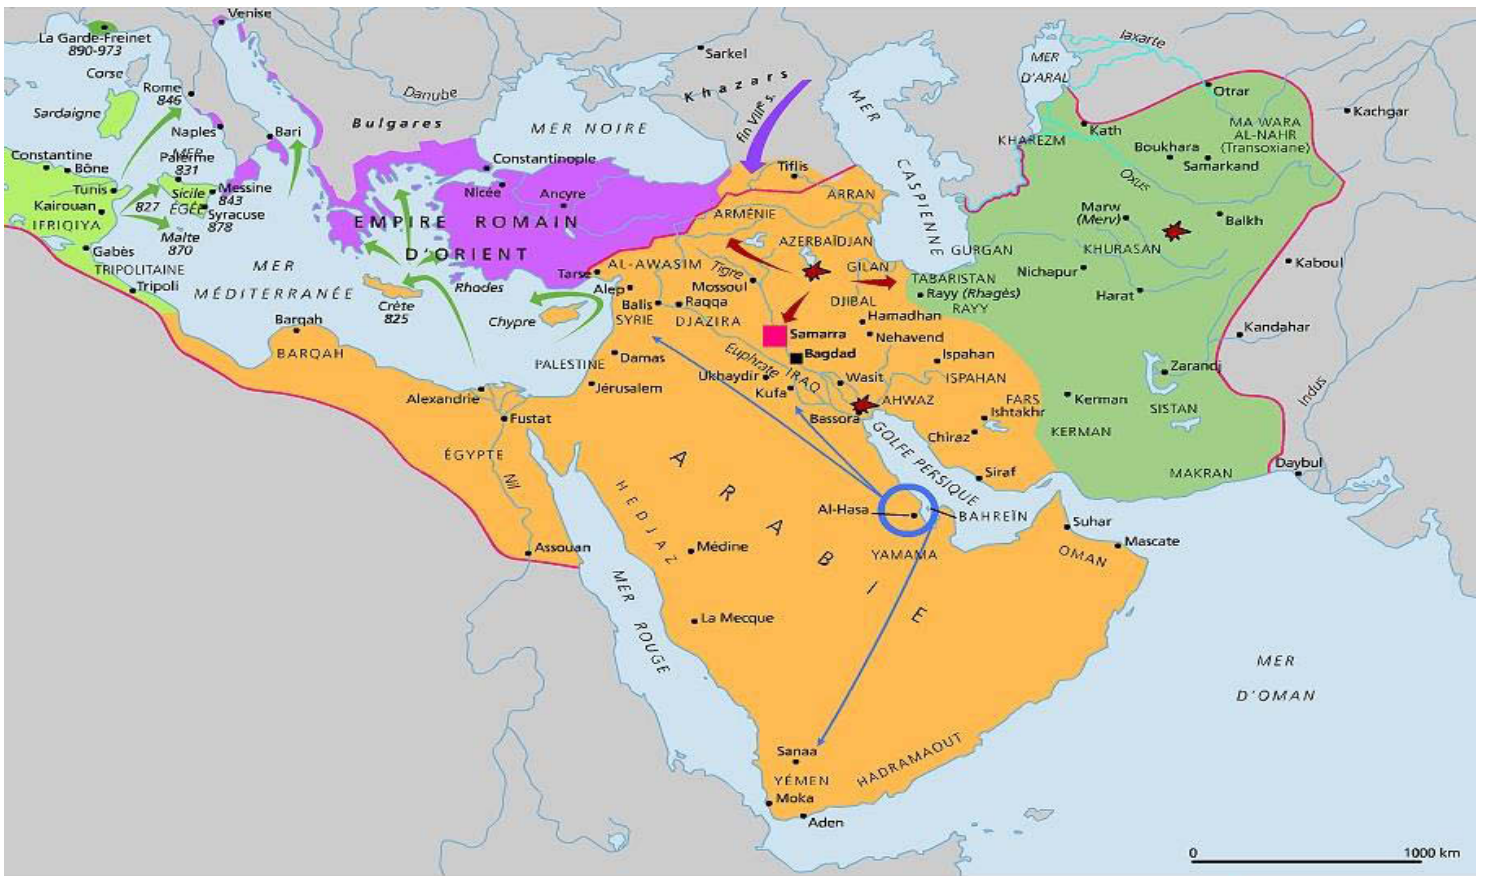 Venise
La Garde-Freinet
890-973
Corse
Rome
846
Sardaigne
Naples
Bari
Constantine
Bône
MER
Palerme
831
Tunis
Sicile
Messine
843
Kairouan
827
ÉGÉE
Syracuse
878
IFRIQIYA
Malte
870
Gabès
TRIPOLITAINE
Tripoli
MER
MÉDITERRANÉE
Danube
Bulgares
MER NOIRE
Sarkel
Khazars
fin VIIIe s.
Constantinople
Nicée
Ancyre
EMPIRE ROMAIN
D'ORIENT
Rhodes
Crète
825
Chypre
Barqah
BARQAH
Alexandrie
Fustat
ÉGYPTE
Nil
Assouan
Tiflis
ARRAN
ARMÉNIE
AZERBAÏDJAN
Tarse
AL-AWASIM
Tigre
GILAN
Alep
Mossoul
Balis
Raqqa
DJIBAL
SYRIE
DJAZIRA
Hamadhan
Samarra
Nehavend
PALESTINE
Damas
Euphrate
Bagdad
Ispahan
Jérusalem
Ukhaydir
IRAQ
Wasit
ISPAHAN
Kufa
AHWAZ
FARS
Ishtakhr
Bassora
Chiraz
GOLFE PERSIQUE
Siraf
MER
CASPIENNE
MER
D'ARAL
Iaxarte
Otrar
Kachgar
KHAREZM
Kath
MA WARA
AL-NAHR
(Transoxiane)
Boukhara
Samarkand
Oxus
Marw
(Merv)
Balkh
GURGAN
KHURASAN
Kaboul
TABARISTAN
Nichapur
Rayy (Rhagès)
RAYY
Harat
Kandahar
Zarandj
Indus
Kerman
SISTAN
KERMAN
Daybul
MAKRAN
ARABIE
HEDJAZ
Al-Hasa
BAHREÏN
Suhar
Mascate
Médine
YAMAMA
OMAN
MER ROUGE
La Mecque
MER
D'OMAN
Sanaa
YÉMEN
HADRAMAOUT
Moka
Aden
0 1000 km